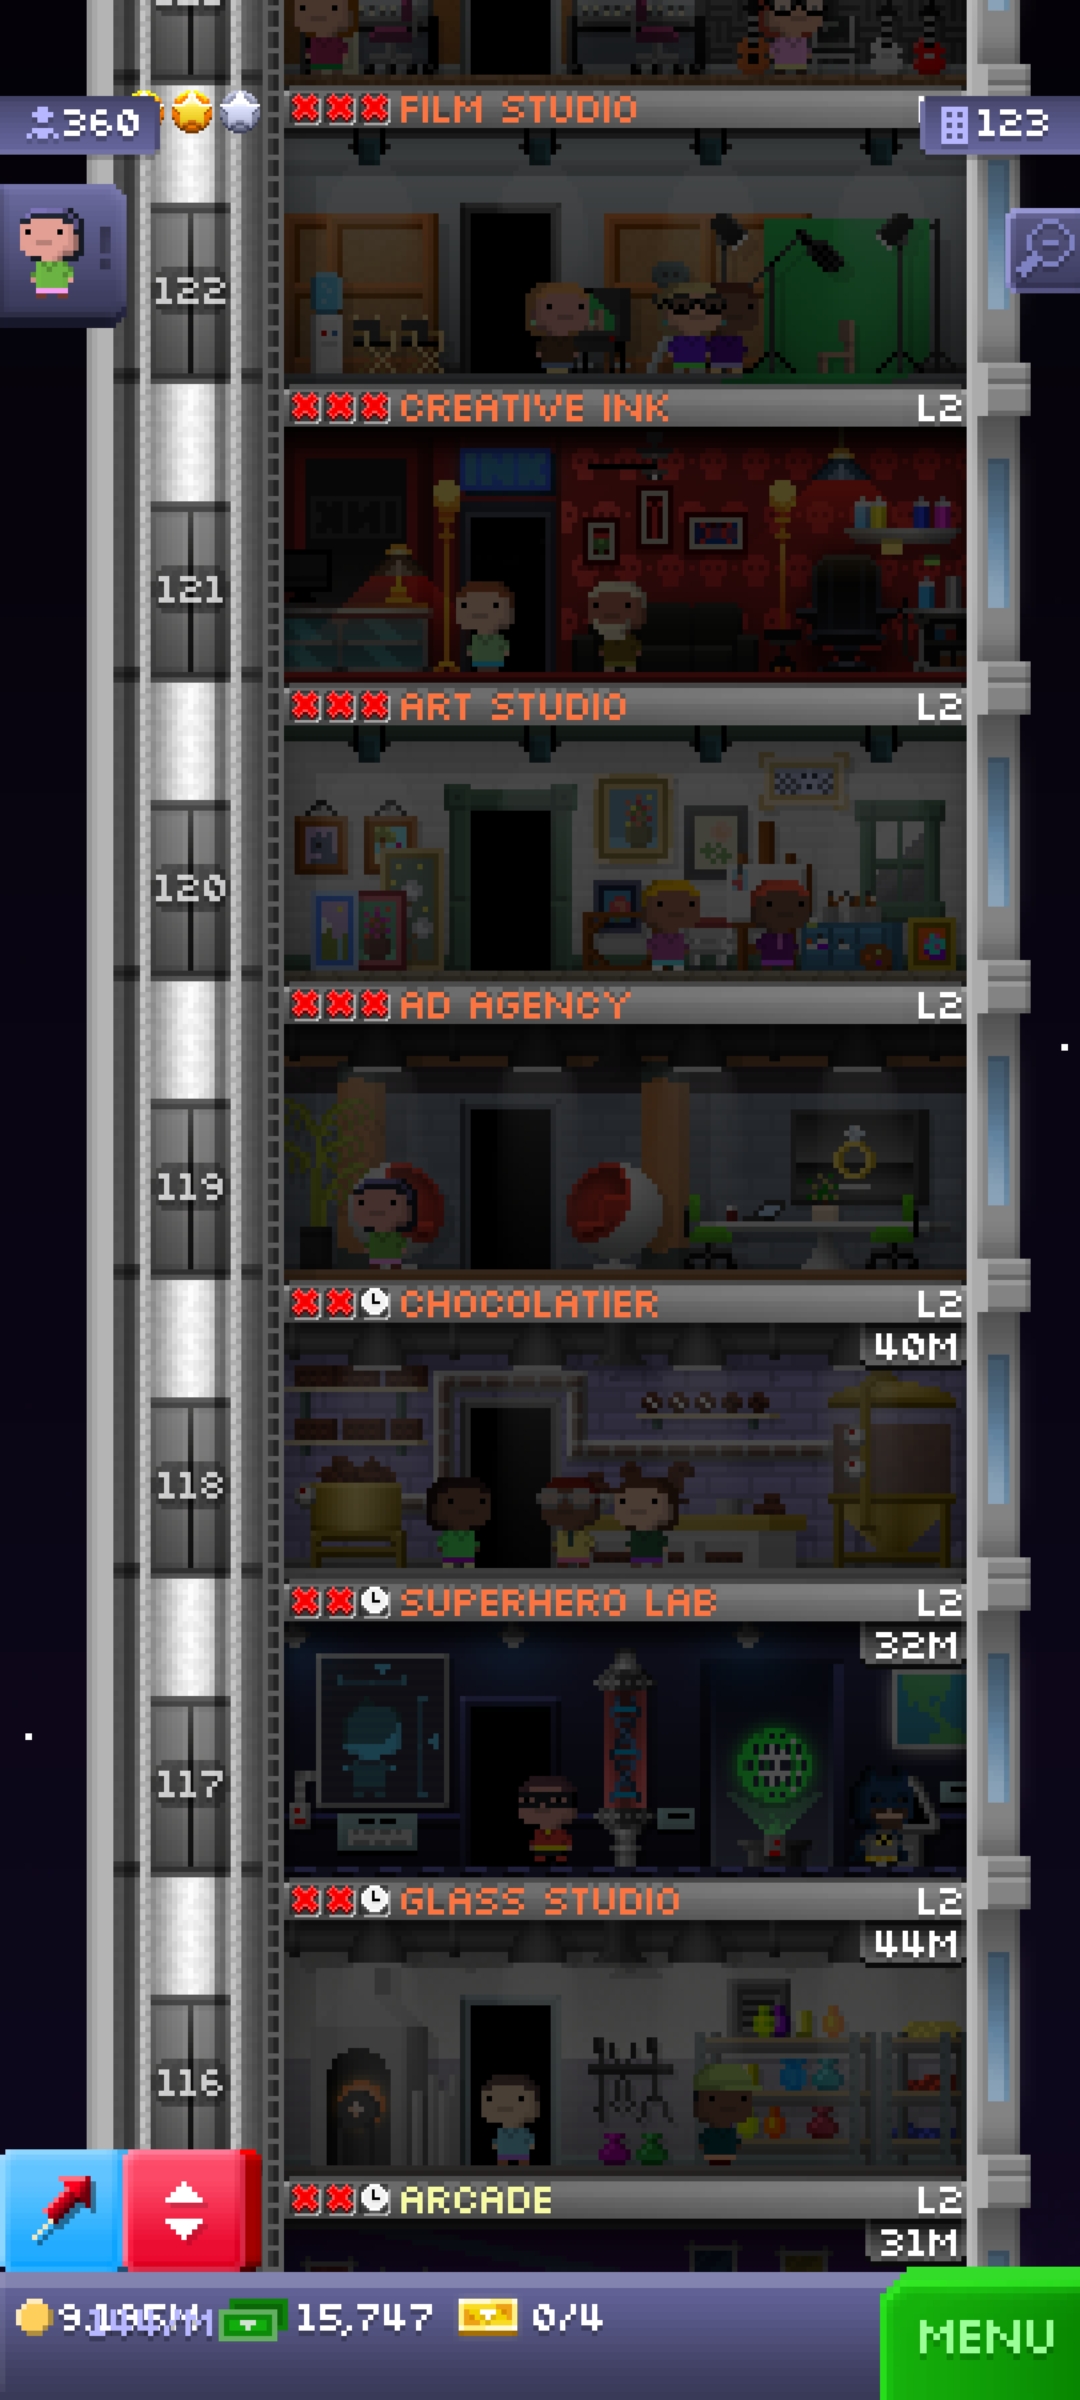 FILM STUDIO
360
123
122
CREATIVE INK L2
INK
121
ART STUDIO L2
120
AD AGENCY L2
119
CHOCOLATIER L2
40M
118
SUPERHERO LAB L2
32M
117
GLASS STUDIO L2
44M
116
ARCADE L2
31M
15,747
0/4
MENU